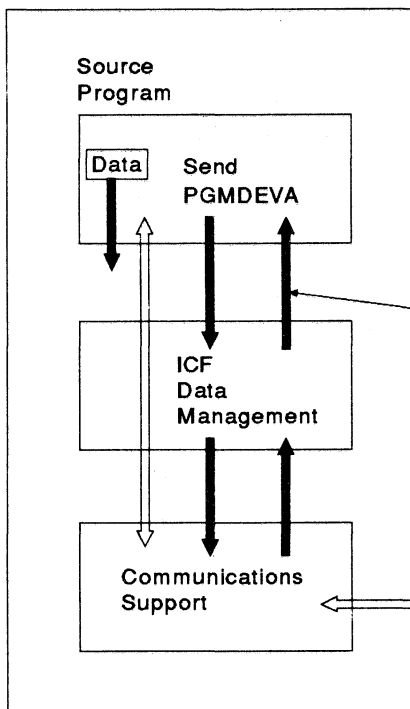 Source
Program
Data
Send
PGMDEVA
ICF
Data
Management
Communications
Support